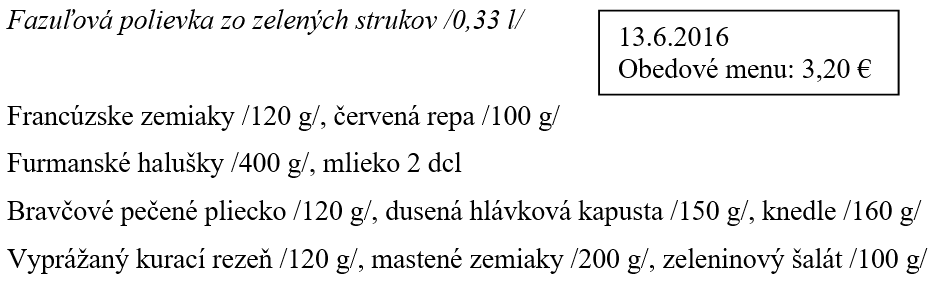 Fazuľová polievka zo zelených strukov /0,33 l/
13.6.2016
Obedové menu: 3,20 €
Francúzske zemiaky /120 g/, červená repa /100 g/
Furmanské halušky /400 g/, mlieko 2 dcl
Bravčové pečené pliecko /120 g/, dusená hlávková kapusta /150 g/, knedle /160 g/
Vyprážaný kurací rezeň /120 g/, mastené zemiaky /200 g/, zeleninový šalát /100 g/